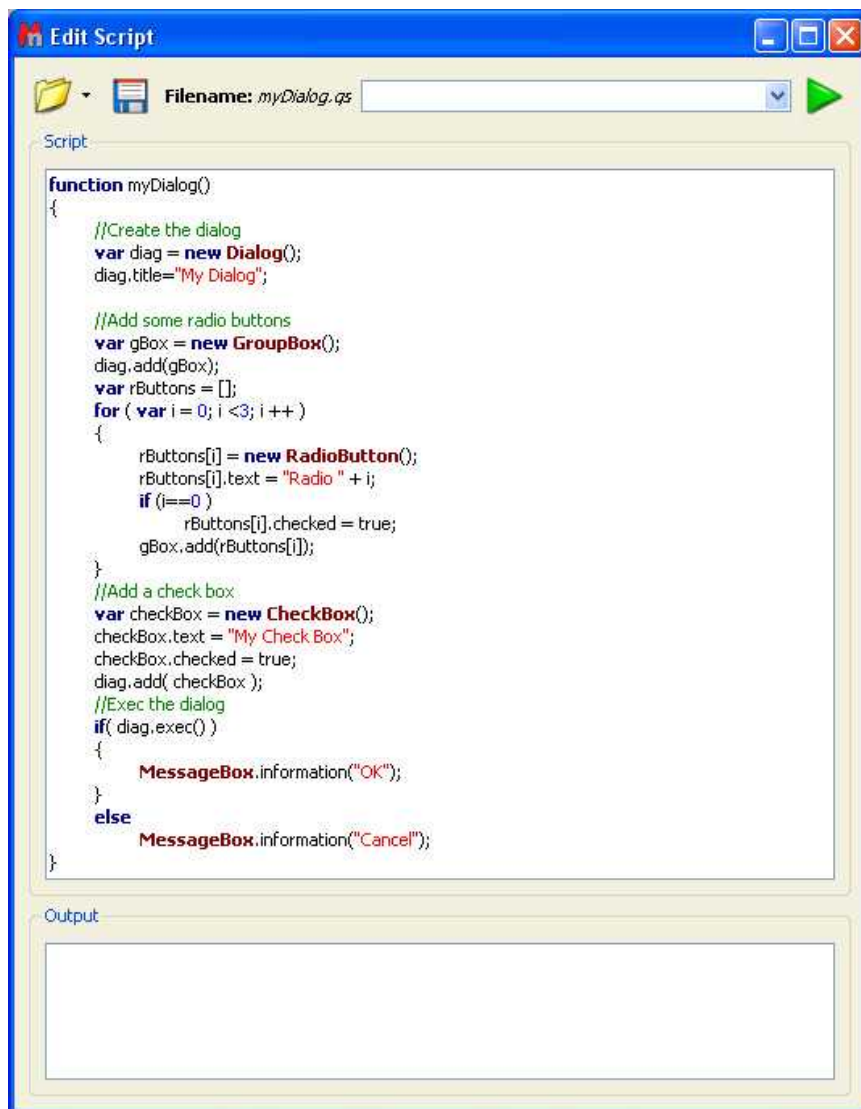 Edit Script
Filename: myDialog.qs
Script
function myDialog()
{
//Create the dialog
var diag = new Dialog();
diag.title="My Dialog";
//Add some radio buttons
var gBox = new GroupBox();
diag.add(gBox);
var rButtons = [];
for ( var i = 0; i <3; i ++ )
{
rButtons[i] = new RadioButton();
rButtons[i].text = "Radio " + i;
if (i==0 )
rButtons[i].checked = true;
gBox.add(rButtons[i]);
}
//Add a check box
var checkBox = new CheckBox();
checkBox.text = "My Check Box";
checkBox.checked = true;
diag.add( checkBox );
//Exec the dialog
if( diag.exec() )
{
MessageBox.information("OK");
}
else
MessageBox.information("Cancel");
}
Output